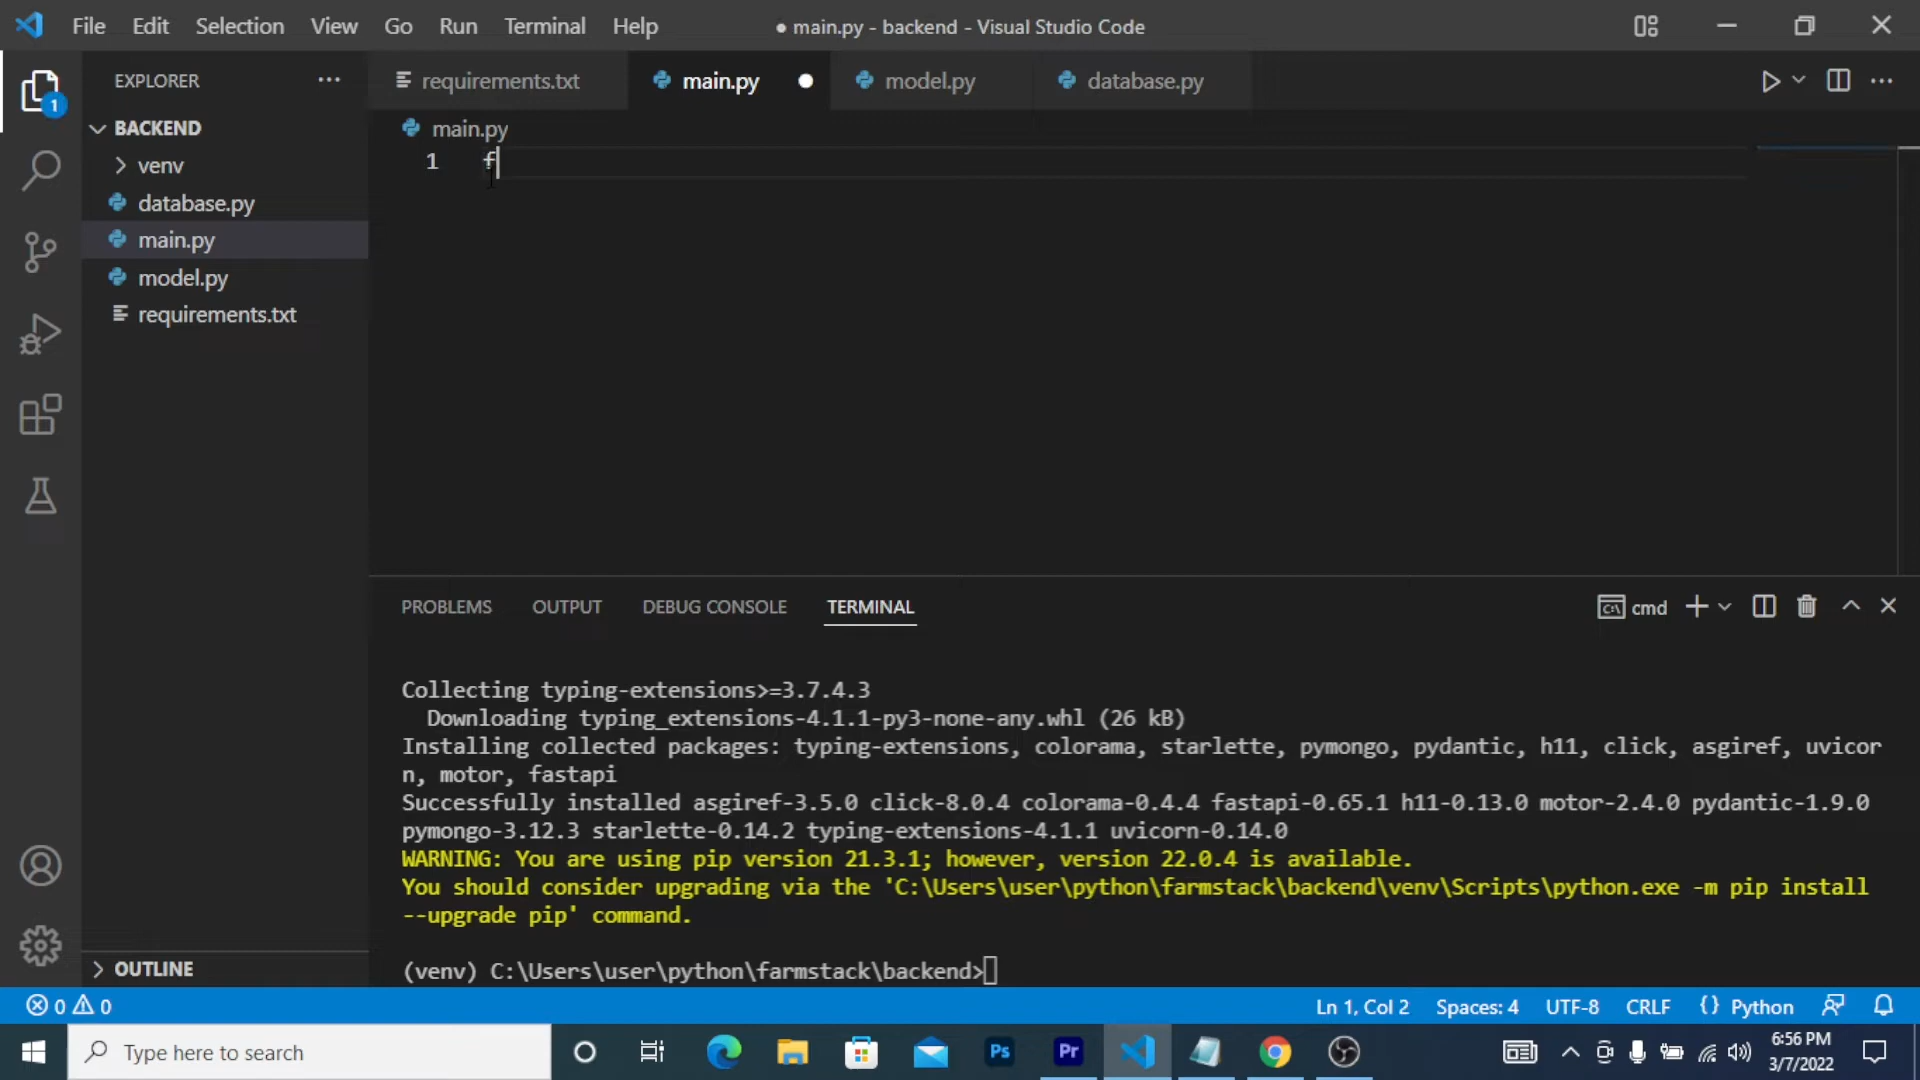 File Edit Selection View Go Run Terminal Help
● main.py - backend - Visual Studio Code
EXPLORER
requirements.txt
main.py
model.py
database.py
1
BACKEND
venv
database.py
main.py
model.py
requirements.txt
OUTLINE
main.py
1 f
PROBLEMS OUTPUT DEBUG CONSOLE TERMINAL
cmd
Collecting typing-extensions>=3.7.4.3
Downloading typing_extensions-4.1.1-py3-none-any.whl (26 kB)
Installing collected packages: typing-extensions, colorama, starlette, pymongo, pydantic, h11, click, asgiref, uvicor
n, motor, fastapi
Successfully installed asgiref-3.5.0 click-8.0.4 colorama-0.4.4 fastapi-0.65.1 h11-0.13.0 motor-2.4.0 pydantic-1.9.0
pymongo-3.12.3 starlette-0.14.2 typing-extensions-4.1.1 uvicorn-0.14.0
WARNING: You are using pip version 21.3.1; however, version 22.0.4 is available.
You should consider upgrading via the 'C:\Users\user\python\farmstack\backend\venv\Scripts\python.exe -m pip install
--upgrade pip' command.
(venv) C:\Users\user\python\farmstack\backend>
0 0
Ln 1, Col 2 Spaces: 4 UTF-8 CRLF {} Python
Type here to search
Ps
Pr
6:56 PM
3/7/2022